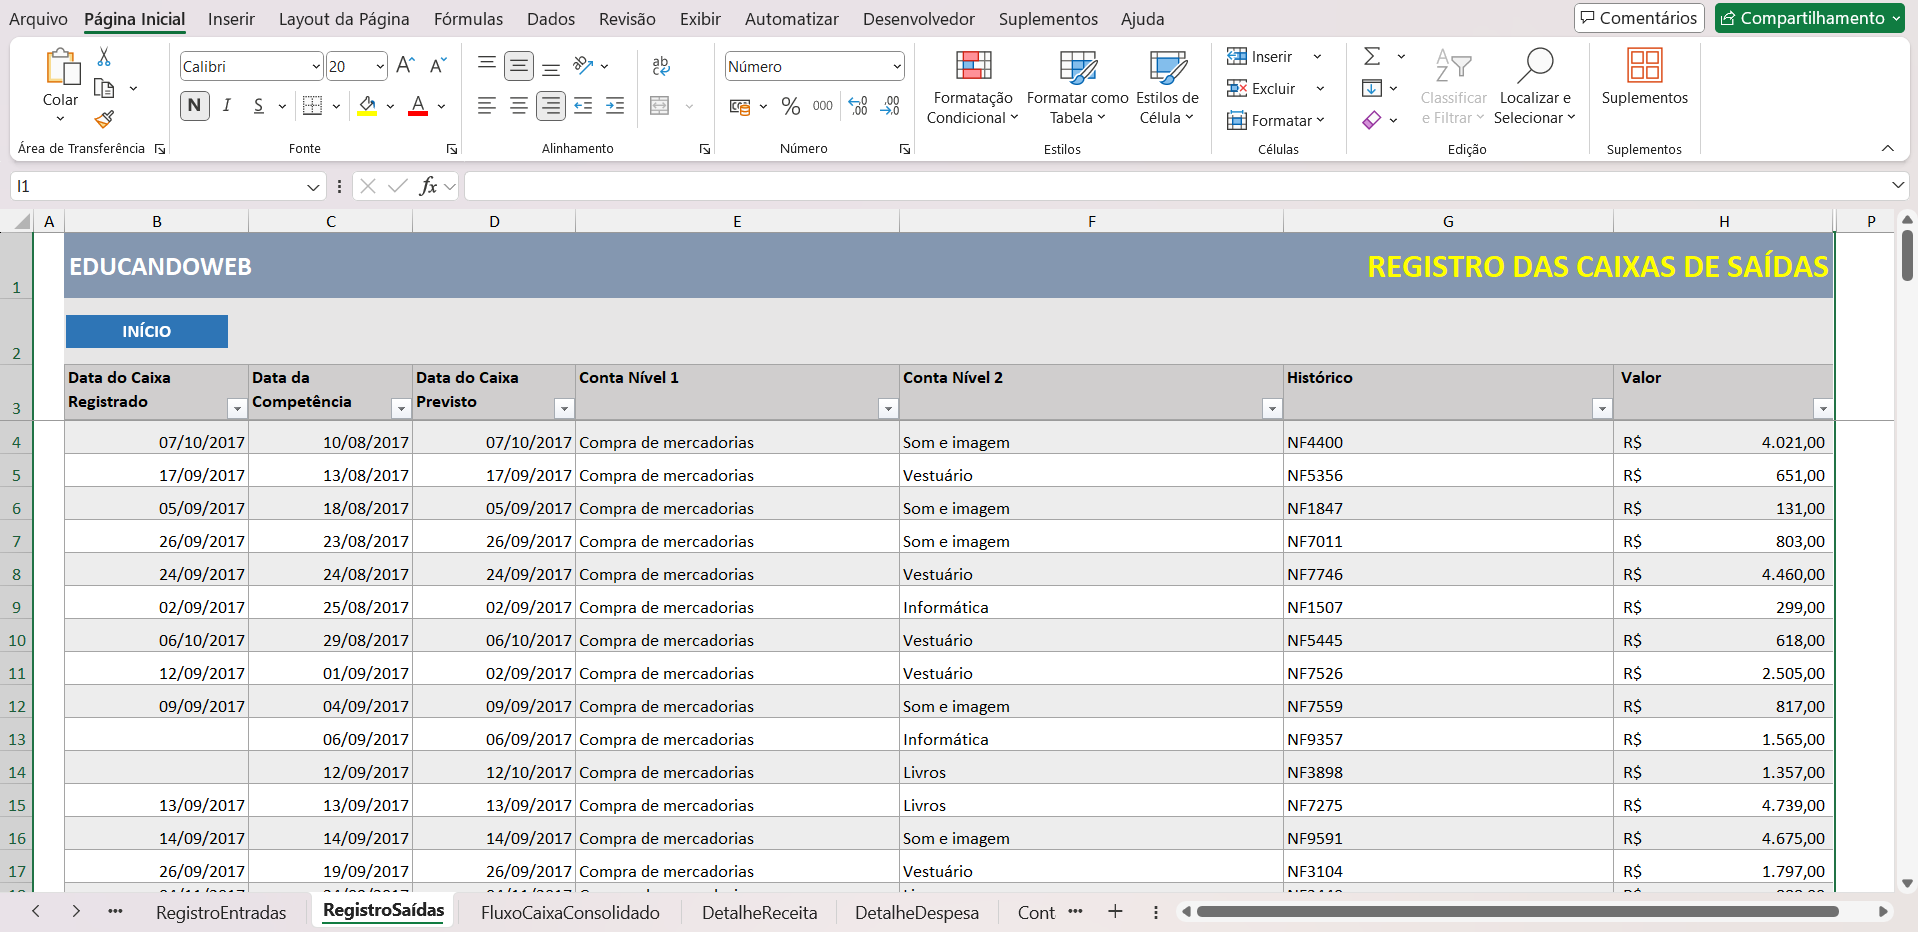 Arquivo Página Inicial Inserir Layout da Página Fórmulas Dados Revisão Exibir Automatizar Desenvolvedor Suplementos Ajuda Comentários Compartilhamento
Colar
Área de Transferência
Calibri 20
N I S A
Fonte
ab
Alinhamento
Número
% 000
Número
Formatação Condicional
Formatar como Tabela
Estilos de Célula
Estilos
Inserir
Excluir
Formatar
Células
Classificar e Filtrar
Localizar e Selecionar
Edição
Suplementos
Suplementos
I1 fx
A B C D E F G H P
1 EDUCANDOWEB REGISTRO DAS CAIXAS DE SAÍDAS
2 INÍCIO
3 Data do Caixa Registrado Data da Competência Data do Caixa Previsto Conta Nível 1 Conta Nível 2 Histórico Valor
4 07/10/2017 10/08/2017 07/10/2017 Compra de mercadorias Som e imagem NF4400 R$ 4.021,00
5 17/09/2017 13/08/2017 17/09/2017 Compra de mercadorias Vestuário NF5356 R$ 651,00
6 05/09/2017 18/08/2017 05/09/2017 Compra de mercadorias Som e imagem NF1847 R$ 131,00
7 26/09/2017 23/08/2017 26/09/2017 Compra de mercadorias Som e imagem NF7011 R$ 803,00
8 24/09/2017 24/08/2017 24/09/2017 Compra de mercadorias Vestuário NF7746 R$ 4.460,00
9 02/09/2017 25/08/2017 02/09/2017 Compra de mercadorias Informática NF1507 R$ 299,00
10 06/10/2017 29/08/2017 06/10/2017 Compra de mercadorias Vestuário NF5445 R$ 618,00
11 12/09/2017 01/09/2017 02/09/2017 Compra de mercadorias Vestuário NF7526 R$ 2.505,00
12 09/09/2017 04/09/2017 09/09/2017 Compra de mercadorias Som e imagem NF7559 R$ 817,00
13 06/09/2017 06/09/2017 Compra de mercadorias Informática NF9357 R$ 1.565,00
14 12/09/2017 12/10/2017 Compra de mercadorias Livros NF3898 R$ 1.357,00
15 13/09/2017 13/09/2017 13/09/2017 Compra de mercadorias Livros NF7275 R$ 4.739,00
16 14/09/2017 14/09/2017 14/09/2017 Compra de mercadorias Som e imagem NF9591 R$ 4.675,00
17 26/09/2017 19/09/2017 26/09/2017 Compra de mercadorias Vestuário NF3104 R$ 1.797,00
RegistroEntradas RegistroSaídas FluxoCaixaConsolidado DetalheReceita DetalheDespesa Cont